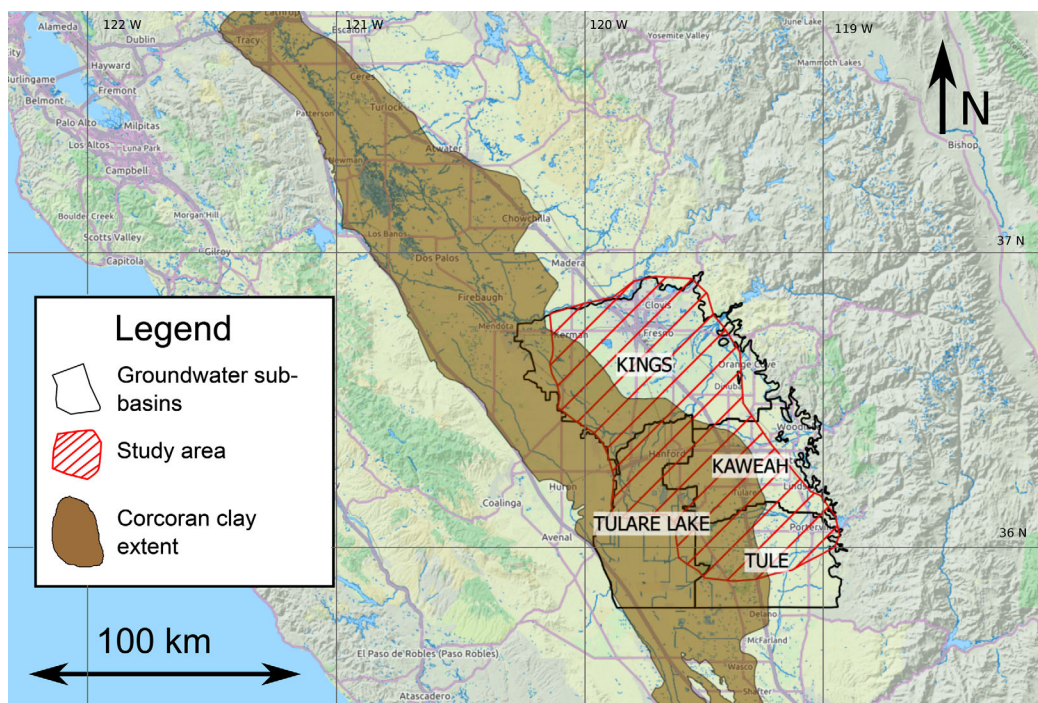 122 W
121 W
120 W
119 W
Alameda
Dublin
Tracy
Lathrop
Escalon
Yosemite Valley
June Lake
Mammoth Lakes
Hayward
Burlingame
Fremont
Belmont
Ceres
Patterson
Turlock
Palo Alto
Milpitas
Los Altos
Luna Park
Campbell
Newman
Atwater
Bishop
N
Boulder Creek
Morgan Hill
Scotts Valley
Gilroy
Capitola
Los Banos
Chowchilla
Dos Palos
Madera
37 N
Firebaugh
Mendota
Kerman
Clovis
Fresno
KINGS
Orange Cove
Dinuba
Legend
Groundwater sub-
basins
Study area
Corcoran clay
extent
Hanford
KAWEAH
Huron
Coalinga
Tulare
TULARE LAKE
Avenal
TULE
36 N
Delano
McFarland
Wasco
Shafter
100 km
El Paso de Robles (Paso Robles)
Atascadero